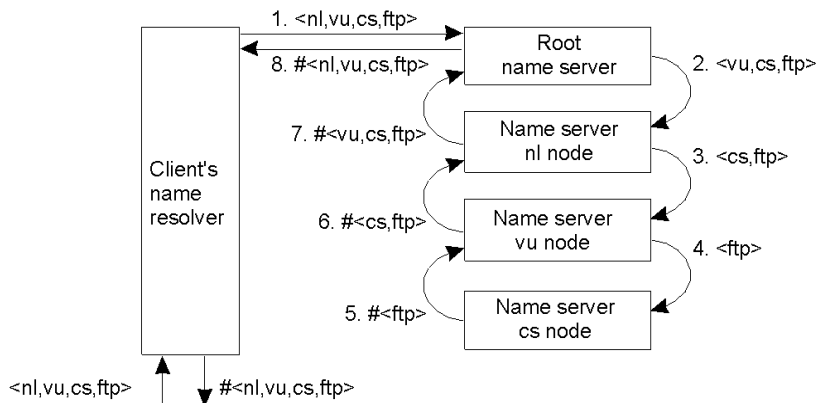 1. <nl,vu,cs,ftp>
8. #<nl,vu,cs,ftp>
Root
name server
2. <vu,cs,ftp>
7. #<vu,cs,ftp>
Name server
nl node
3. <cs,ftp>
Client's
name
resolver
6. #<cs,ftp>
Name server
vu node
4. <ftp>
5. #<ftp>
Name server
cs node
<nl,vu,cs,ftp>
#<nl,vu,cs,ftp>